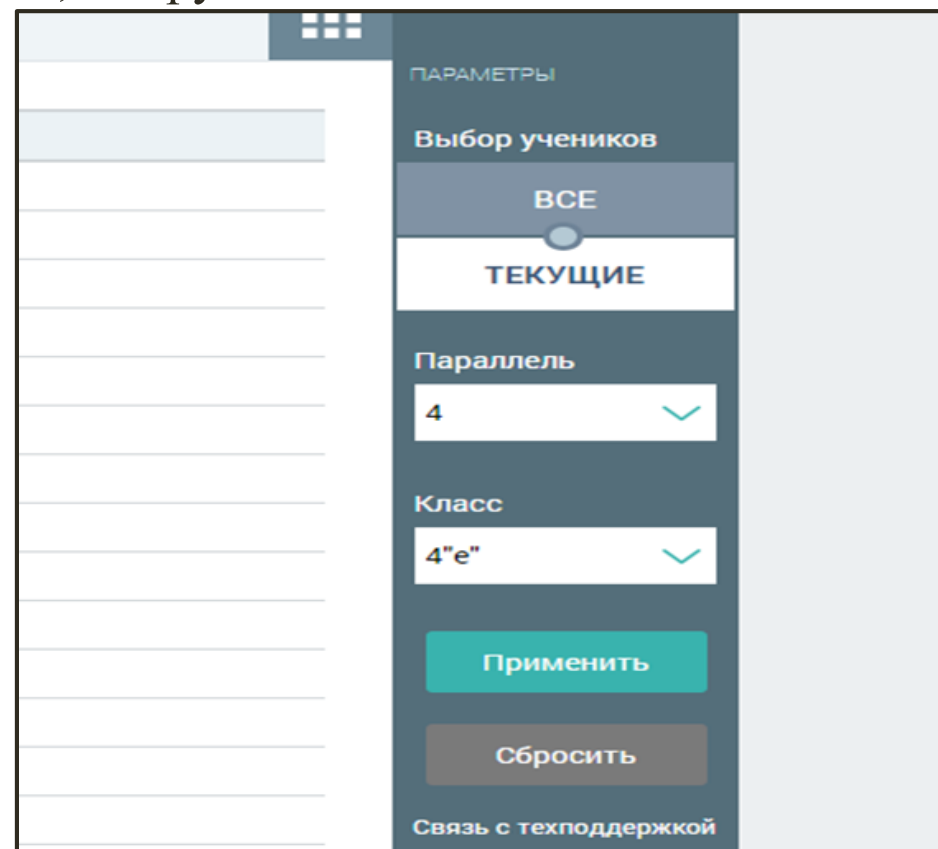 ПАРАМЕТРЫ
Выбор учеников
ВСЕ
ТЕКУЩИЕ
Параллель
4
Класс
4"е"
Применить
Сбросить
Связь с техподдержкой